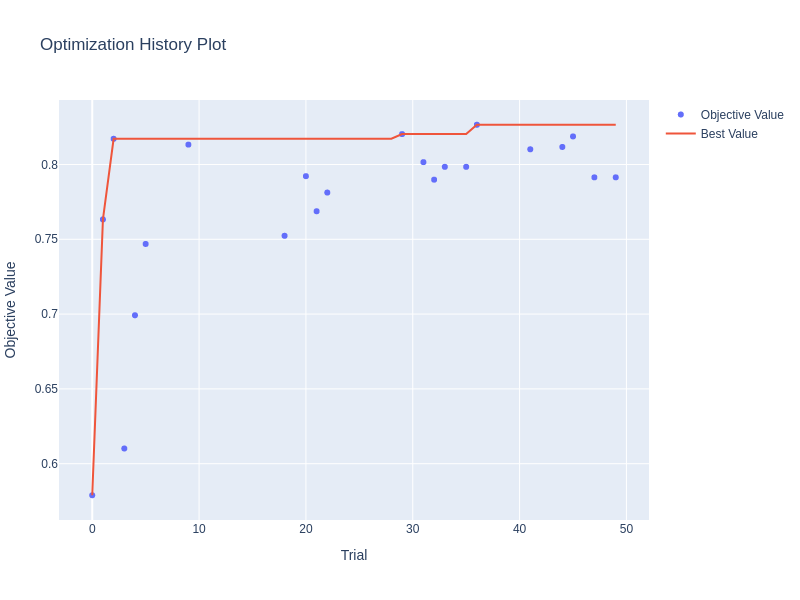 Optimization History Plot
Objective Value
Best Value
0.8
0.75
0.7
0.65
0.6
Objective Value
0 10 20 30 40 50
Trial